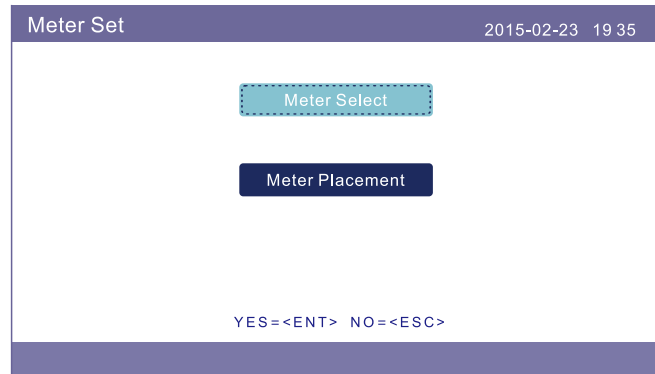 Meter Set 2015-02-23 19 35
Meter Select
Meter Placement
YES=<ENT> NO=<ESC>